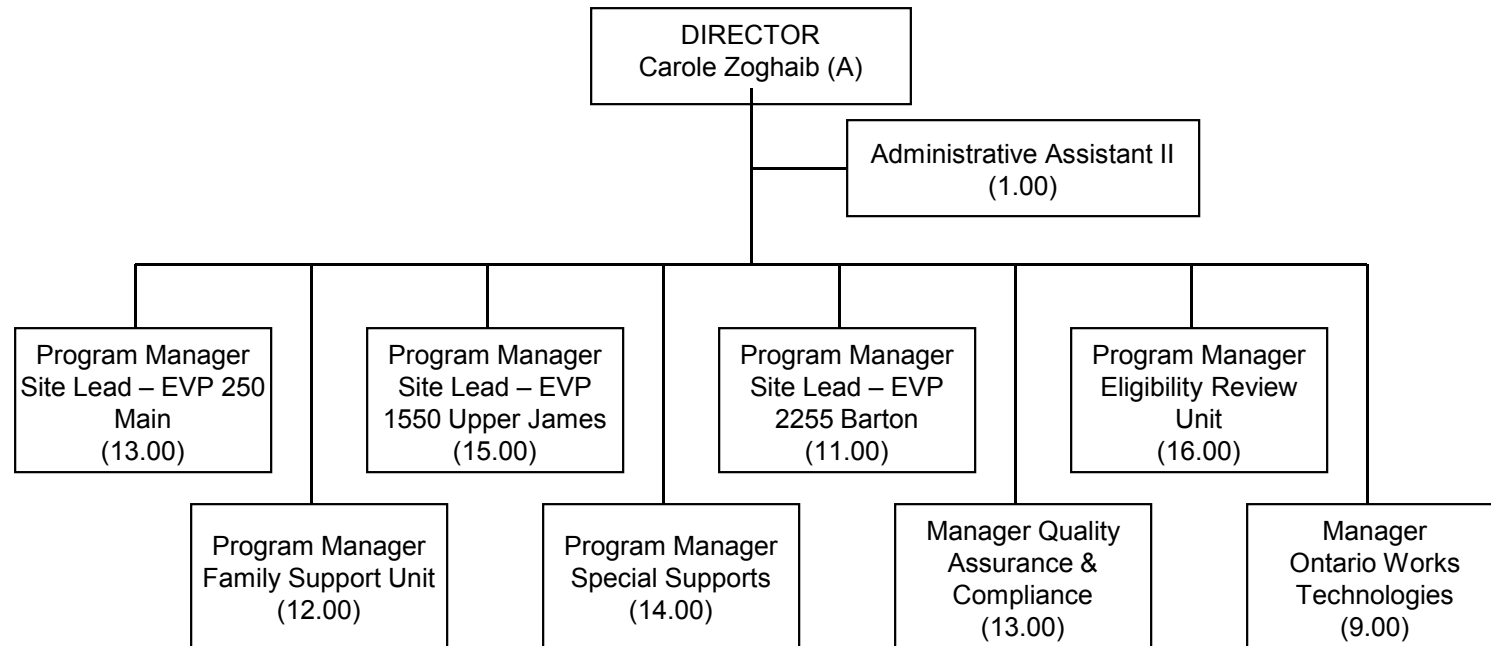 DIRECTOR
Carole Zoghaib (A)
Administrative Assistant II
(1.00)
Program Manager
Site Lead – EVP 250
Main
(13.00)
Program Manager
Site Lead – EVP
1550 Upper James
(15.00)
Program Manager
Site Lead – EVP
2255 Barton
(11.00)
Program Manager
Eligibility Review
Unit
(16.00)
Program Manager
Family Support Unit
(12.00)
Program Manager
Special Supports
(14.00)
Manager Quality
Assurance &
Compliance
(13.00)
Manager
Ontario Works
Technologies
(9.00)